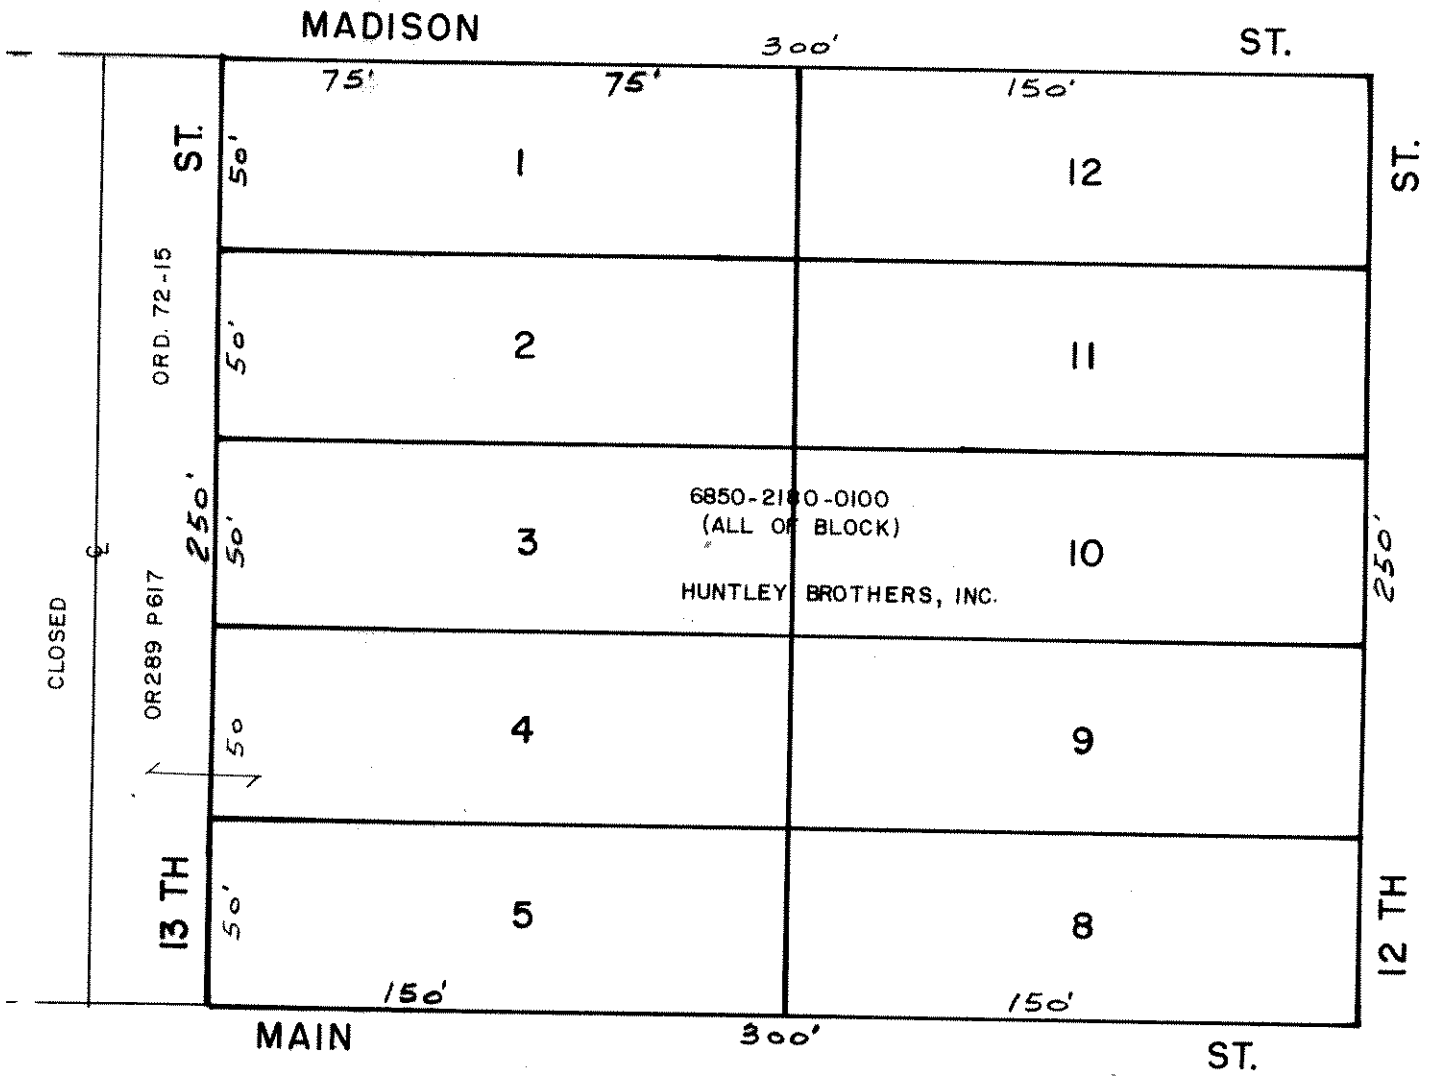 MADISON ST.
300'
75' 75' 150'
ST.
50'
1
12
ST.
ORD. 72-15
50'
2
11
250'
50'
3
6850-2180-0100
(ALL OF BLOCK)
HUNTLEY BROTHERS, INC.
10
250'
CLOSED
℄
OR289 P617
50
4
9
13 TH
50'
5
8
12 TH
150' 150'
MAIN ST.
300'